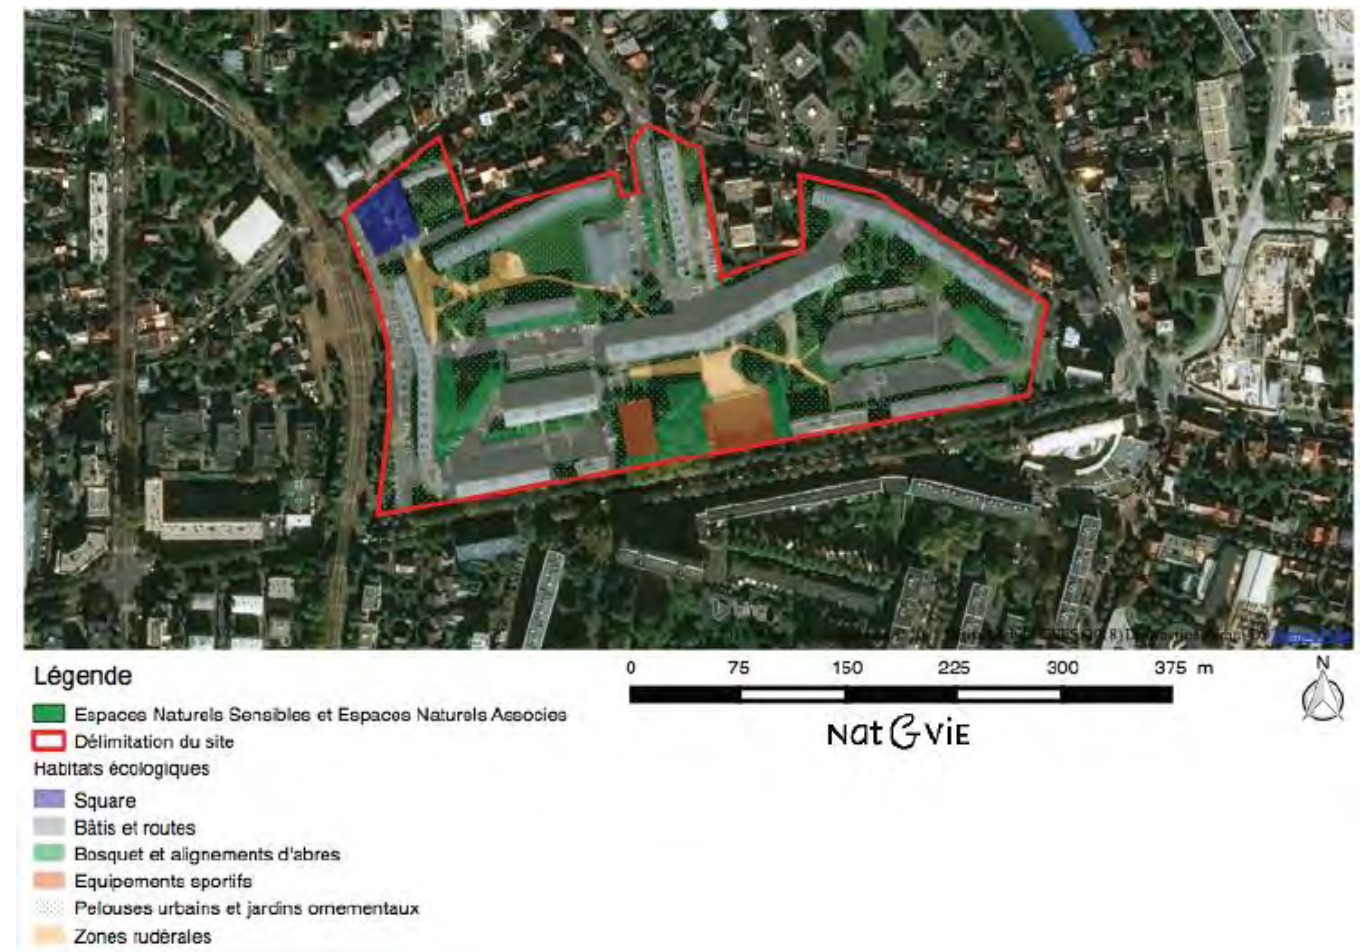 0 75 150 225 300 375 m
N
Nat G ViE
Légende
Espaces Naturels Sensibles et Espaces Naturels Associes
Délimitation du site
Habitats écologiques
Square
Bâtis et routes
Bosquet et alignements d'abres
Equipements sportifs
Pelouses urbains et jardins ornementaux
Zones rudérales